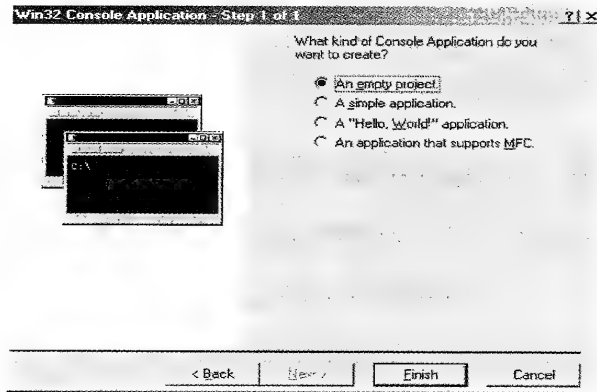 Win32 Console Application - Step 1 of 1
? ×
What kind of Console Application do you
want to create?
An empty project.
A simple application.
A "Hello, World!" application.
An application that supports MFC.
C:\
< Back
Next >
Finish
Cancel